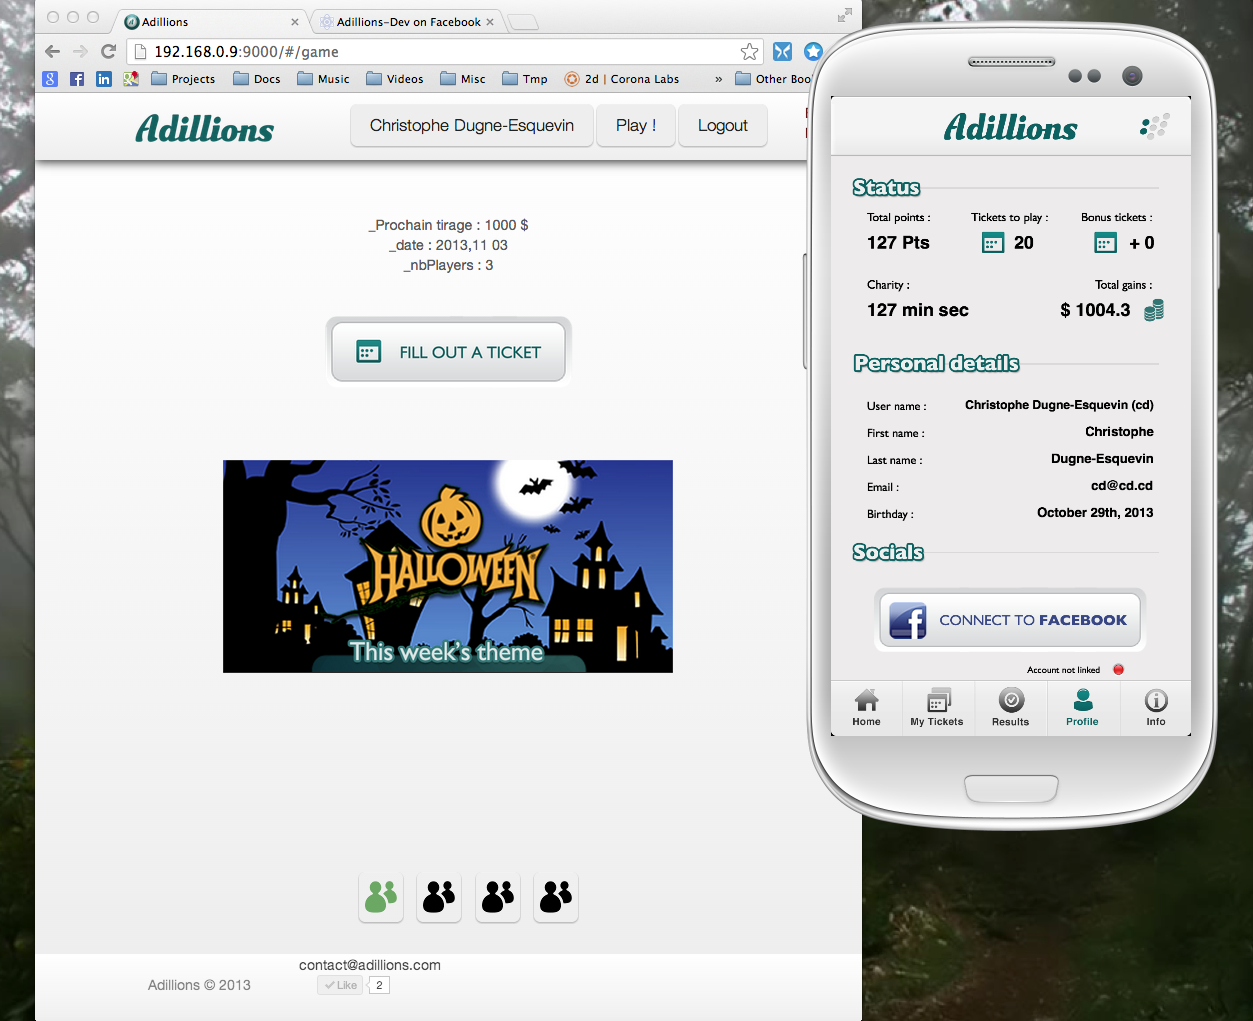 Adillions
Adillions-Dev on Facebook
192.168.0.9:9000/#/game
Projects Docs Music Videos Misc Tmp 2d | Corona Labs » Other Boo
Adillions Christophe Dugne-Esquevin Play ! Logout
_Prochain tirage : 1000 $
_date : 2013,11 03
_nbPlayers : 3
FILL OUT A TICKET
HALLOWEEN
This week's theme
contact@adillions.com
Adillions © 2013 Like 2
Adillions
Status
Total points : Tickets to play : Bonus tickets :
127 Pts 20 + 0
Charity : Total gains :
127 min sec $ 1004.3
Personal details
User name : Christophe Dugne-Esquevin (cd)
First name : Christophe
Last name : Dugne-Esquevin
Email : cd@cd.cd
Birthday : October 29th, 2013
Socials
CONNECT TO FACEBOOK
Account not linked
Home My Tickets Results Profile Info